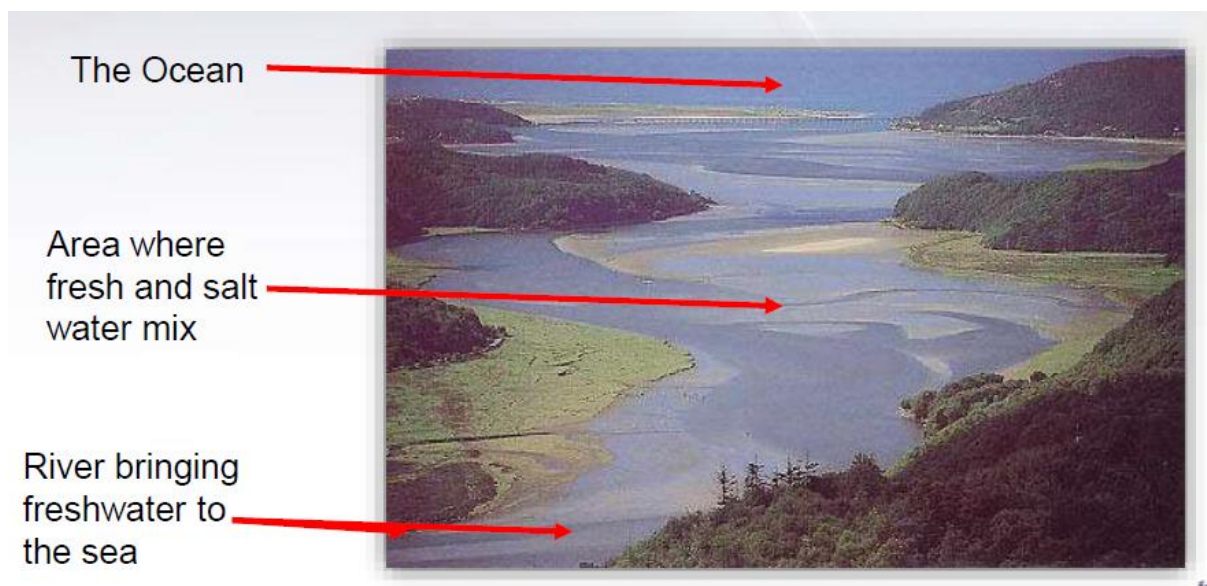 The Ocean
Area where
fresh and salt
water mix
River bringing
freshwater to
the sea